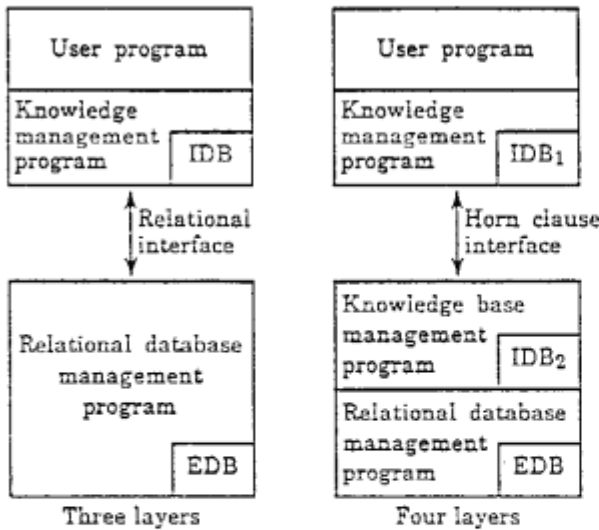 User program
Knowledge
management
program
IDB
Relational
interface
Relational database
management
program
EDB
Three layers
User program
Knowledge
management
program
IDB₁
Horn clause
interface
Knowledge base
management
program
IDB₂
Relational database
management
program
EDB
Four layers